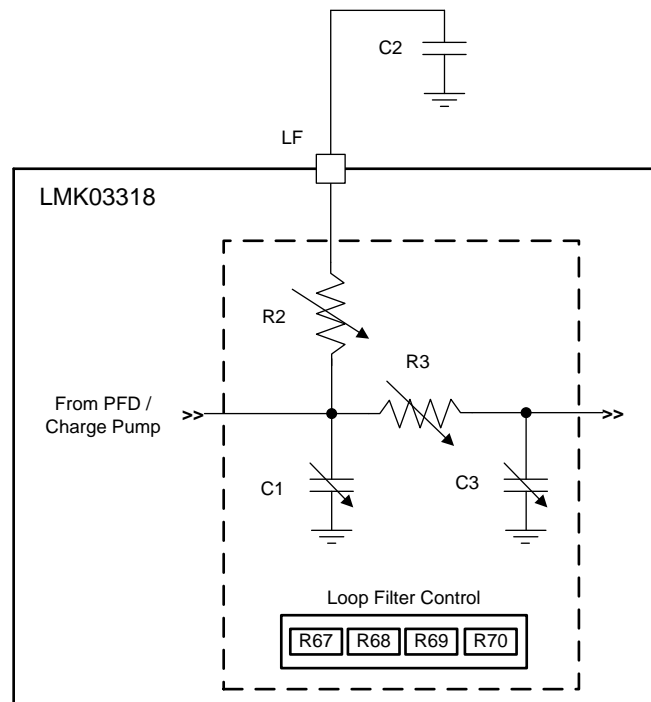 C2
LF
LMK03318
R2
R3
From PFD /
Charge Pump
>>
>>
C1
C3
Loop Filter Control
R67 R68 R69 R70